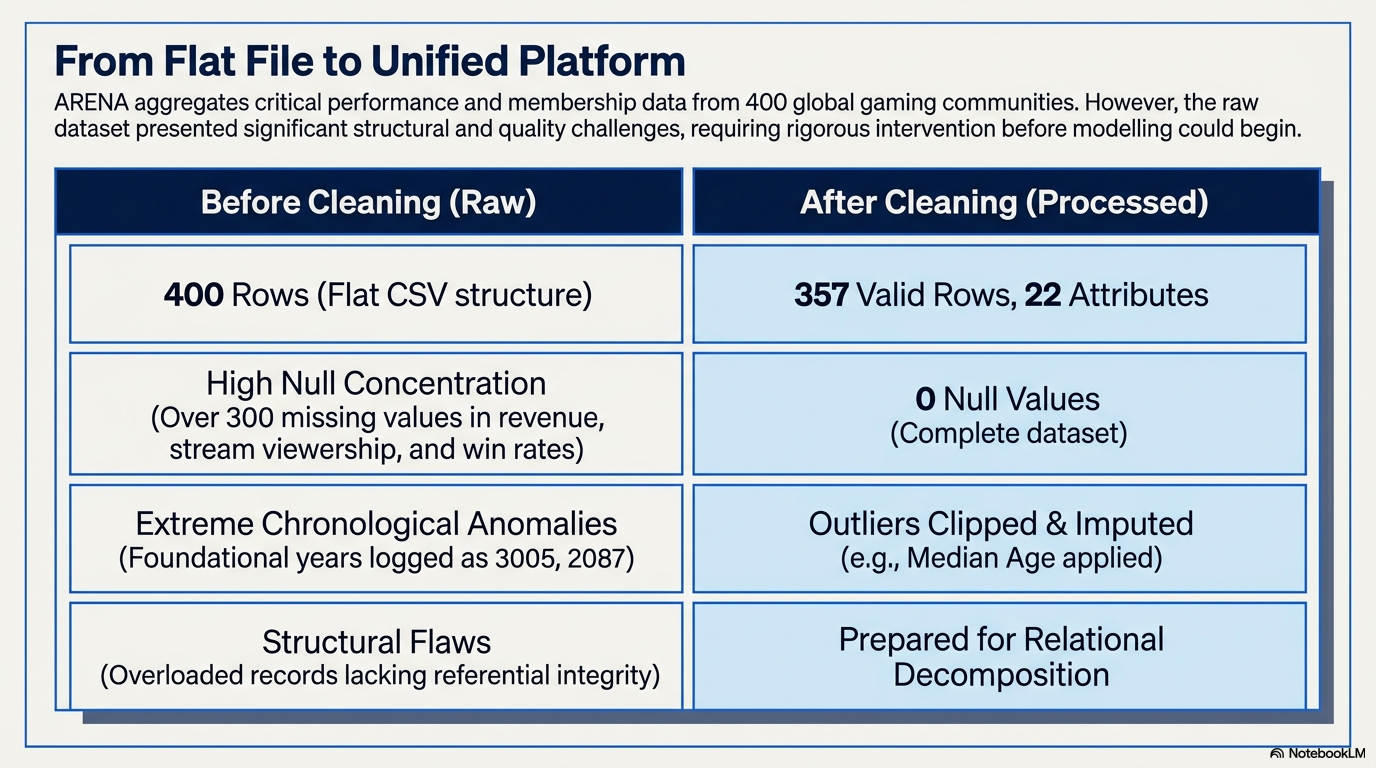 From Flat File to Unified Platform
ARENA aggregates critical performance and membership data from 400 global gaming communities. However, the raw
dataset presented significant structural and quality challenges, requiring rigorous intervention before modelling could begin.
Before Cleaning (Raw)
After Cleaning (Processed)
400 Rows (Flat CSV structure)
357 Valid Rows, 22 Attributes
High Null Concentration
(Over 300 missing values in revenue,
stream viewership, and win rates)
0 Null Values
(Complete dataset)
Extreme Chronological Anomalies
(Foundational years logged as 3005, 2087)
Outliers Clipped & Imputed
(e.g., Median Age applied)
Structural Flaws
(Overloaded records lacking referential integrity)
Prepared for Relational
Decomposition
NotebookLM